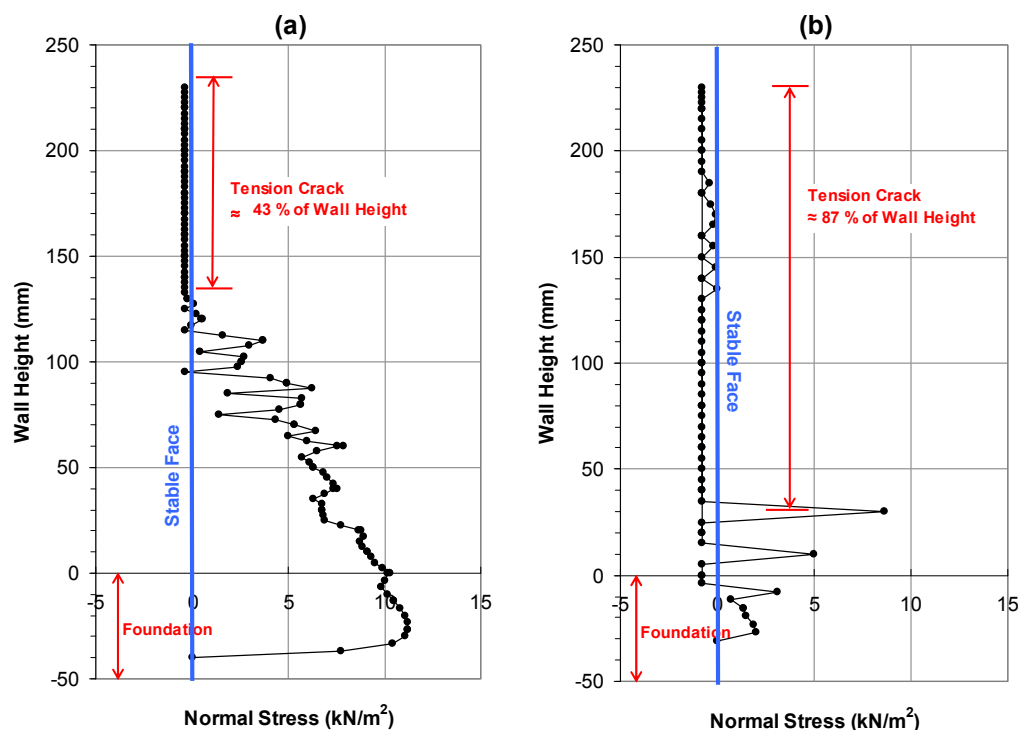 (a)
250
200
150
100
50
0
-50
-5
0
5
10
15
Wall Height (mm)
Tension Crack
≈ 43 % of Wall Height
Stable Face
Foundation
Normal Stress (kN/m²)
(b)
250
200
150
100
50
0
-50
-5
0
5
10
15
Wall Height (mm)
Tension Crack
≈ 87 % of Wall Height
Stable Face
Foundation
Normal Stress (kN/m²)